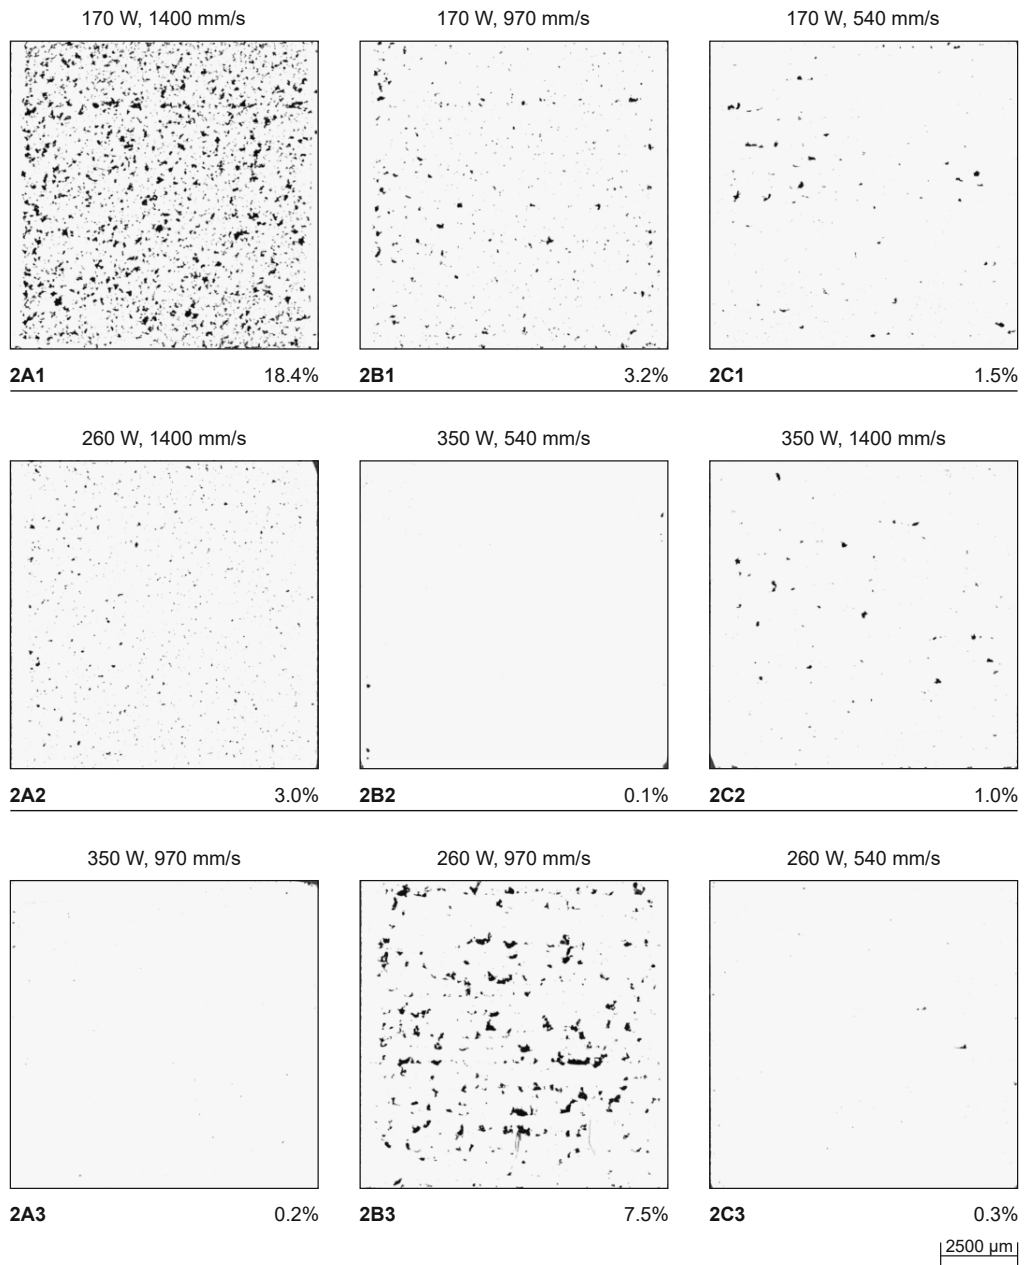 170 W, 1400 mm/s 170 W, 970 mm/s 170 W, 540 mm/s
2A1 18.4% 2B1 3.2% 2C1 1.5%
260 W, 1400 mm/s 350 W, 540 mm/s 350 W, 1400 mm/s
2A2 3.0% 2B2 0.1% 2C2 1.0%
350 W, 970 mm/s 260 W, 970 mm/s 260 W, 540 mm/s
2A3 0.2% 2B3 7.5% 2C3 0.3%
2500 µm